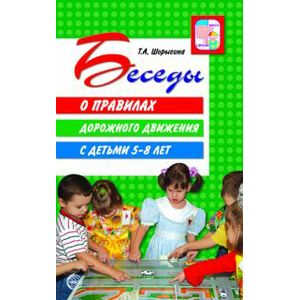 Т.А. Шорыгина
Беседы
О ПРАВИЛАХ
ДОРОЖНОГО ДВИЖЕНИЯ
С ДЕТЬМИ 5–8 ЛЕТ